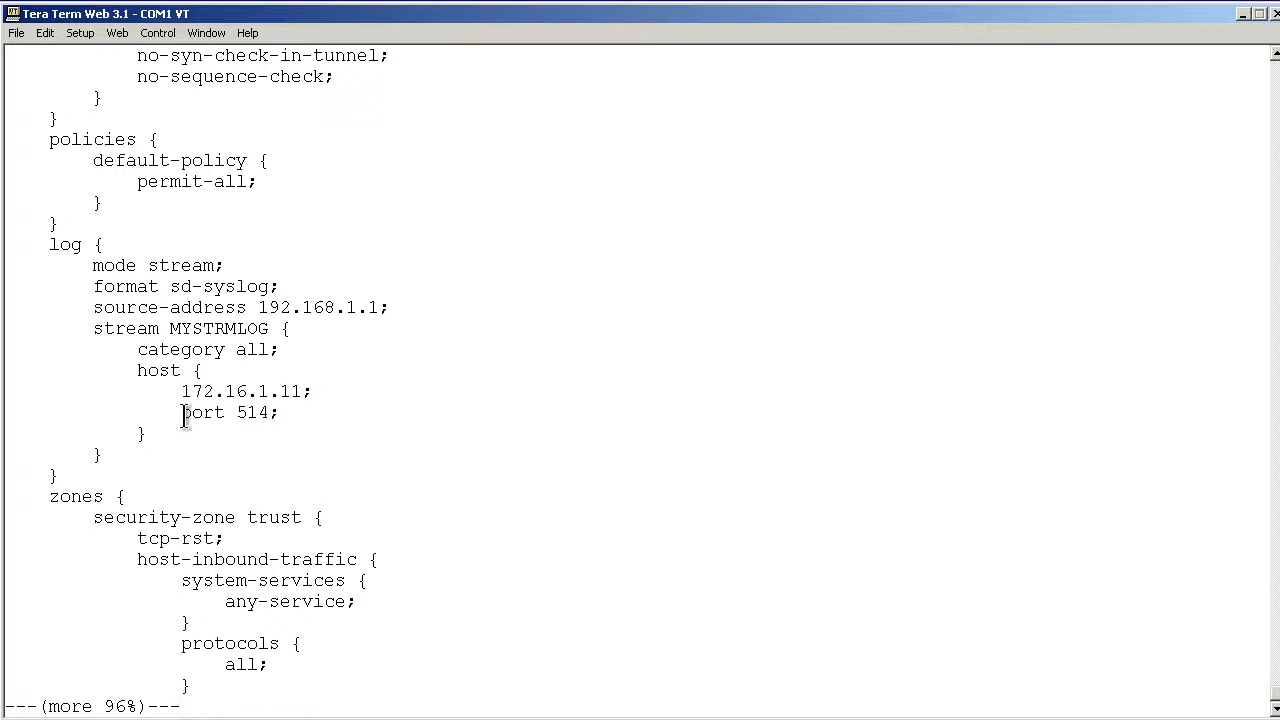 Tera Term Web 3.1 - COM1 VT
File Edit Setup Web Control Window Help
no-syn-check-in-tunnel;
no-sequence-check;
}
}
policies {
default-policy {
permit-all;
}
}
log {
mode stream;
format sd-syslog;
source-address 192.168.1.1;
stream MYSTRMLOG {
category all;
host {
172.16.1.11;
port 514;
}
}
}
zones {
security-zone trust {
tcp-rst;
host-inbound-traffic {
system-services {
any-service;
}
protocols {
all;
}
---(more 96%)---